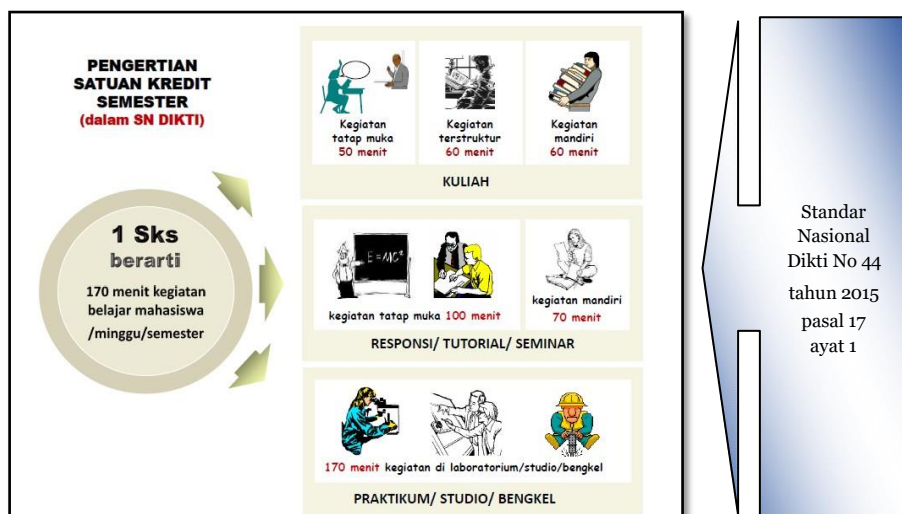 PENGERTIAN
SATUAN KREDIT
SEMESTER
(dalam SN DIKTI)
1 Sks
berarti
170 menit kegiatan
belajar mahasiswa
/minggu/semester
Kegiatan
tatap muka
50 menit
Kegiatan
terstruktur
60 menit
Kegiatan
mandiri
60 menit
KULIAH
E=MC²
kegiatan tatap muka 100 menit
kegiatan mandiri
70 menit
RESPONSI/ TUTORIAL/ SEMINAR
170 menit kegiatan di laboratorium/studio/bengkel
PRAKTIKUM/ STUDIO/ BENGKEL
Standar
Nasional
Dikti No 44
tahun 2015
pasal 17
ayat 1